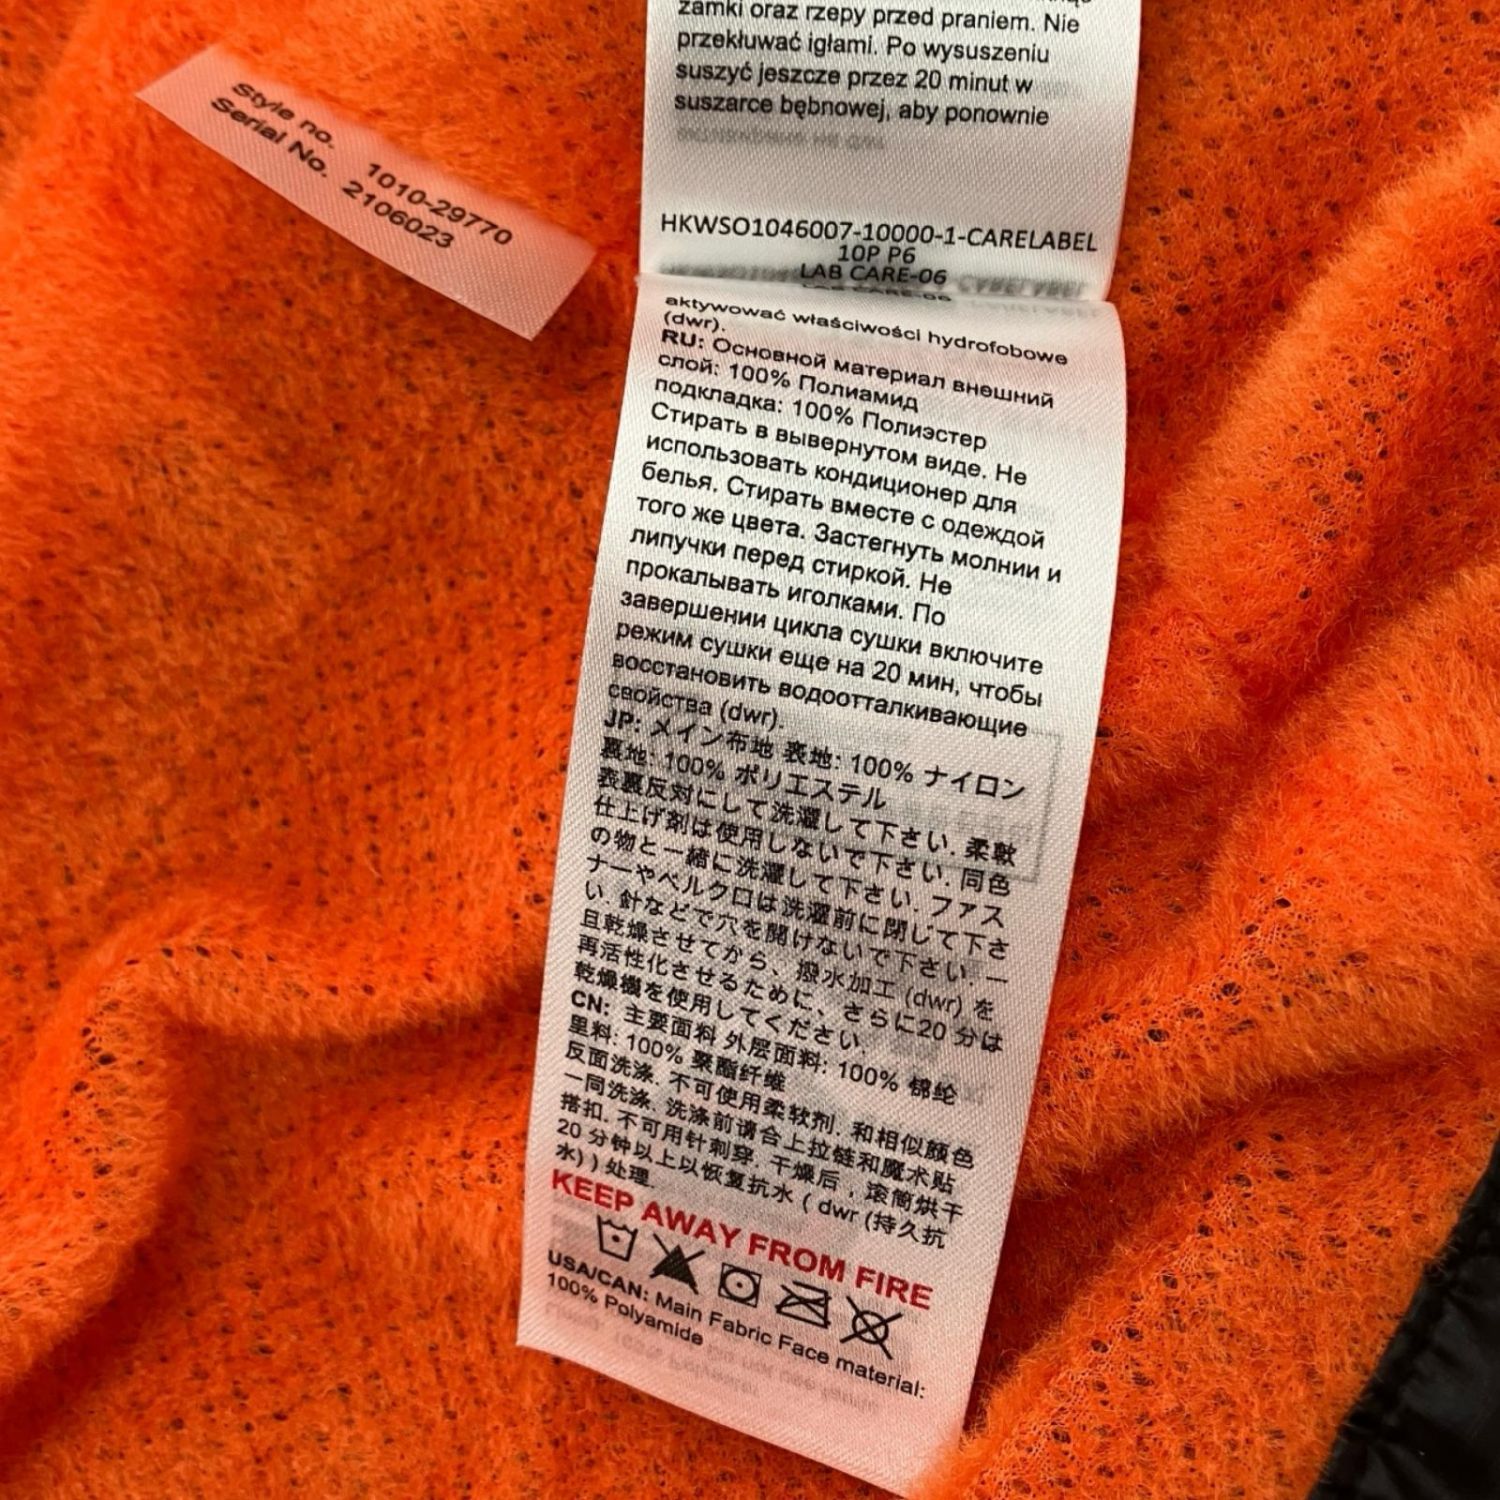 Style no. 1010-29770
Serial No. 2106023
zamki oraz rzepy przed praniem. Nie
przekłuwać igłami. Po wysuszeniu
suszyć jeszcze przez 20 minut w
suszarce bębnowej, aby ponownie
HKWSO1046007-10000-1-CARELABEL
10P P6
LAB CARE-06
aktywować właściwości hydrofobowe
(dwr).
RU: Основной материал внешний
слой: 100% Полиамид
подкладка: 100% Полиэстер
Стирать в вывернутом виде. Не
использовать кондиционер для
белья. Стирать вместе с одеждой
того же цвета. Застегнуть молнии и
липучки перед стиркой. Не
прокалывать иголками. По
завершении цикла сушки включите
режим сушки еще на 20 мин, чтобы
восстановить водоотталкивающие
свойства (dwr).
JP: メイン布地 表地: 100% ナイロン
裏地: 100% ポリエステル
表裏反対にして洗濯して下さい. 柔軟
仕上げ剤は使用しないで下さい. 同色
の物と一緒に洗濯して下さい. ファス
ナーやベルクロは洗濯前に閉じて下さ
い. 針などで穴を開けないで下さい. 一
旦乾燥させてから、撥水加工 (dwr) を
再活性化させるために、さらに20 分は
乾燥機を使用してください.
CN: 主要面料 外层面料: 100% 锦纶
里料: 100% 聚酯纤维
反面洗涤. 不可使用柔软剂. 和相似颜色
一同洗涤. 洗涤前请合上拉链和魔术贴
搭扣. 不可用针刺穿. 干燥后，滚筒烘干
20 分钟以上以恢复抗水 ( dwr (持久抗
水) ) 处理.
KEEP AWAY FROM FIRE
USA/CAN: Main Fabric Face material:
100% Polyamide